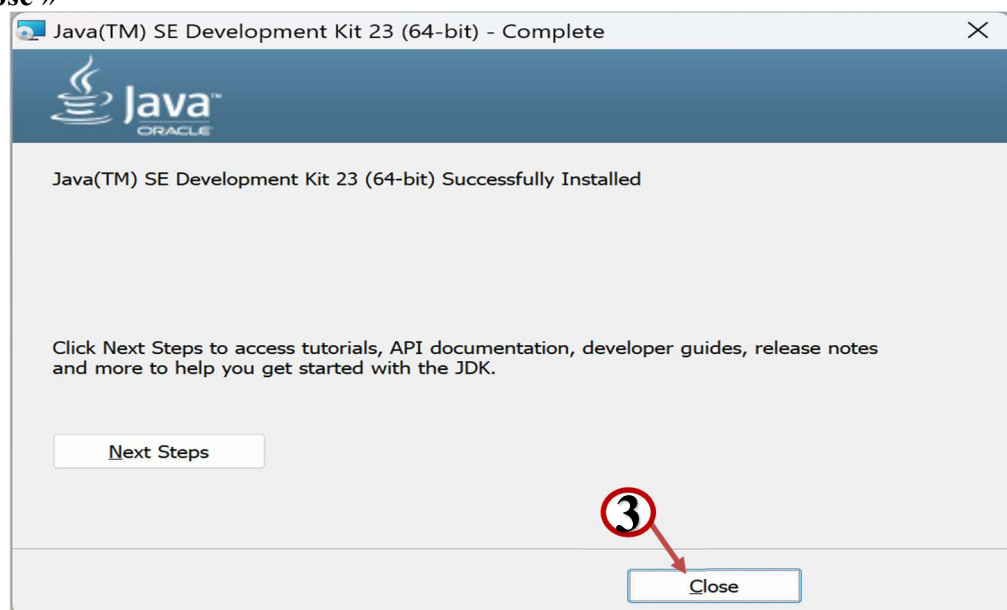 Java(TM) SE Development Kit 23 (64-bit) - Complete
Java™
ORACLE
Java(TM) SE Development Kit 23 (64-bit) Successfully Installed
Click Next Steps to access tutorials, API documentation, developer guides, release notes
and more to help you get started with the JDK.
Next Steps
3
Close